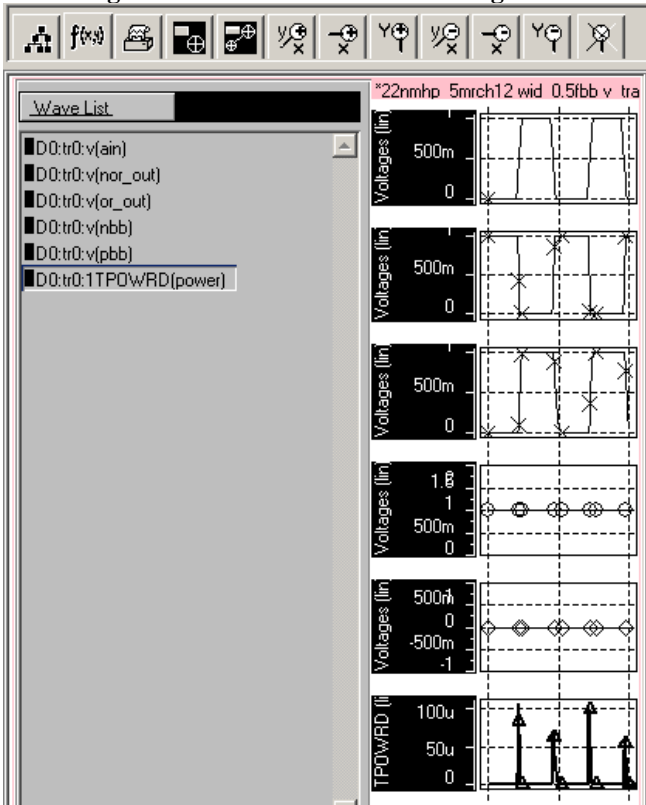 f(x,y) y x x Y y x x Y
*22nmhp 5mrch12 wid 0.5fbb v tra
Wave List
D0:tr0:v(ain)
D0:tr0:v(nor_out)
D0:tr0:v(or_out)
D0:tr0:v(nbb)
D0:tr0:v(pbb)
D0:tr0:1TPOWRD(power)
Voltages (lin)
500m
0
Voltages (lin)
500m
0
Voltages (lin)
500m
0
Voltages (lin)
1
500m
0
Voltages (lin)
0
-500m
-1
TPOWRD (li
100u
50u
0